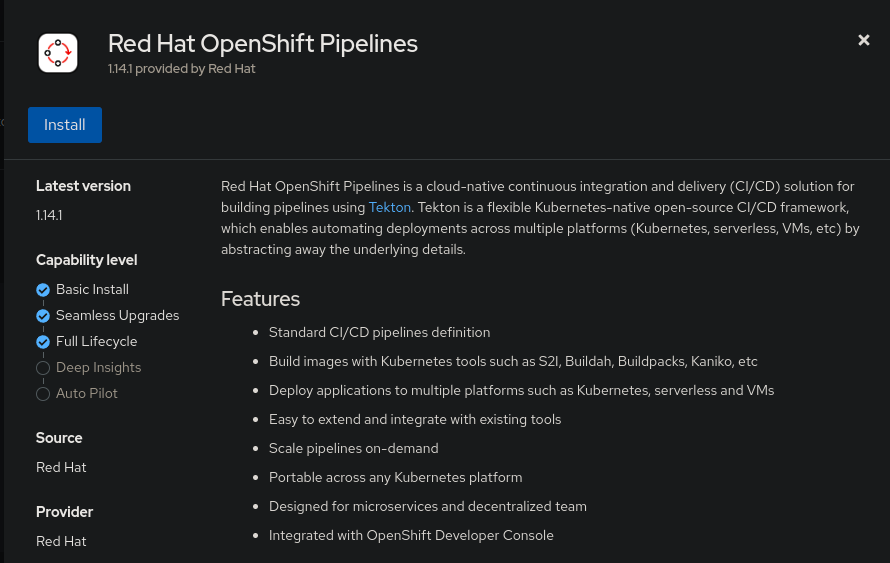 Red Hat OpenShift Pipelines
1.14.1 provided by Red Hat
Install
Latest version
1.14.1
Capability level
Basic Install
Seamless Upgrades
Full Lifecycle
Deep Insights
Auto Pilot
Source
Red Hat
Provider
Red Hat
Red Hat OpenShift Pipelines is a cloud-native continuous integration and delivery (CI/CD) solution for
building pipelines using Tekton. Tekton is a flexible Kubernetes-native open-source CI/CD framework,
which enables automating deployments across multiple platforms (Kubernetes, serverless, VMs, etc) by
abstracting away the underlying details.
Features
• Standard CI/CD pipelines definition
• Build images with Kubernetes tools such as S2I, Buildah, Buildpacks, Kaniko, etc
• Deploy applications to multiple platforms such as Kubernetes, serverless and VMs
• Easy to extend and integrate with existing tools
• Scale pipelines on-demand
• Portable across any Kubernetes platform
• Designed for microservices and decentralized team
• Integrated with OpenShift Developer Console